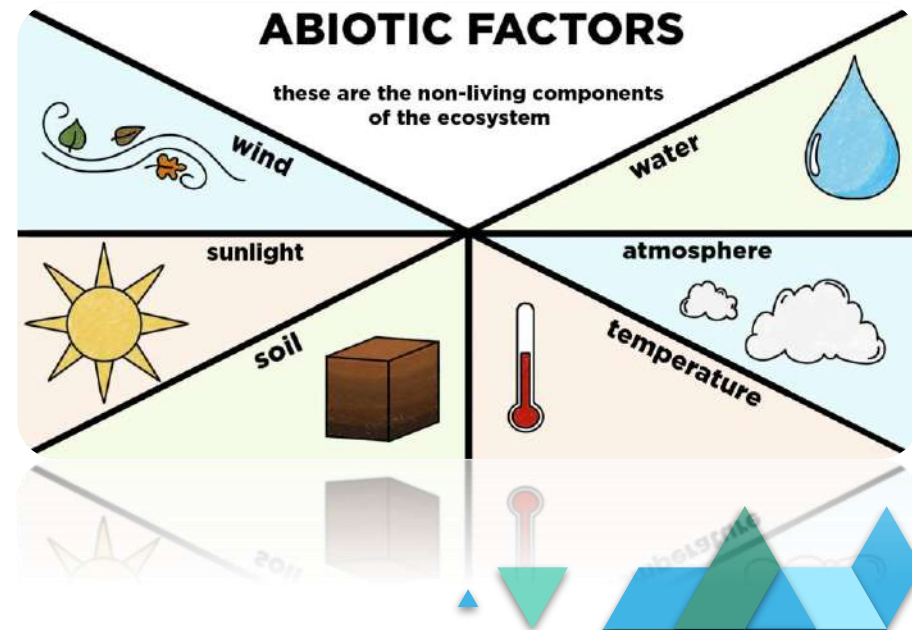 ABIOTIC FACTORS
these are the non-living components
of the ecosystem
wind
water
sunlight
atmosphere
soil
temperature